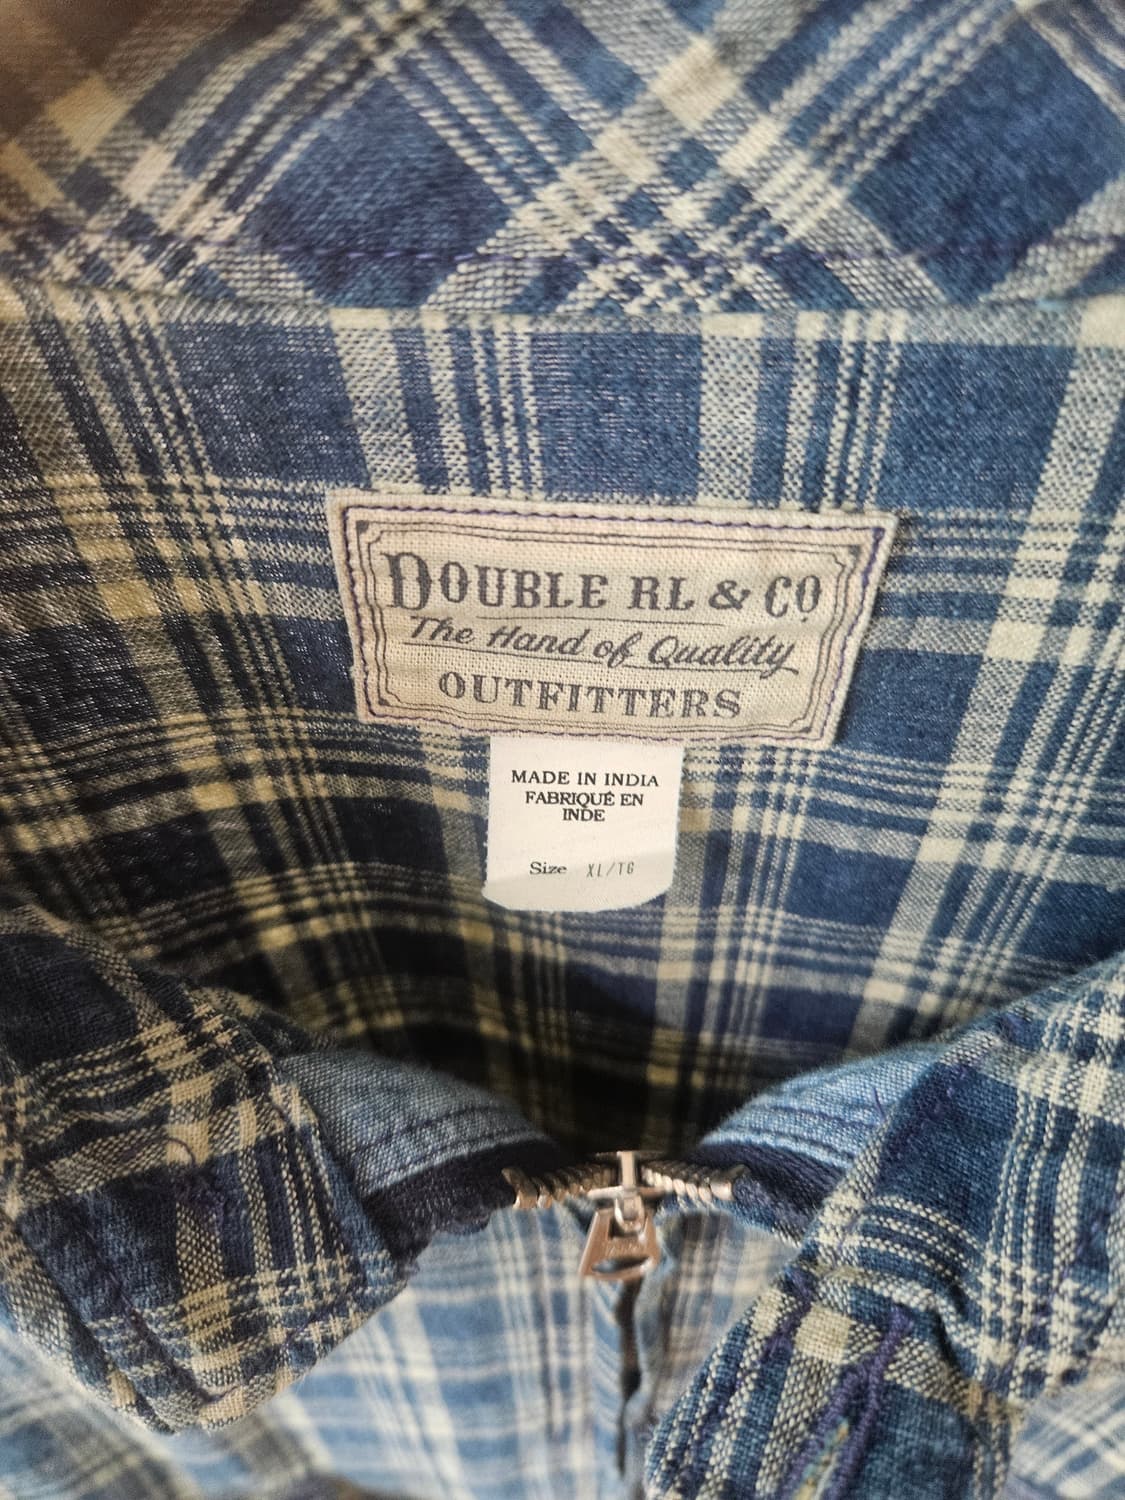 DOUBLE RL & CO
The Hand of Quality
OUTFITTERS
MADE IN INDIA
FABRIQUÉ EN
INDE
Size XL/TG